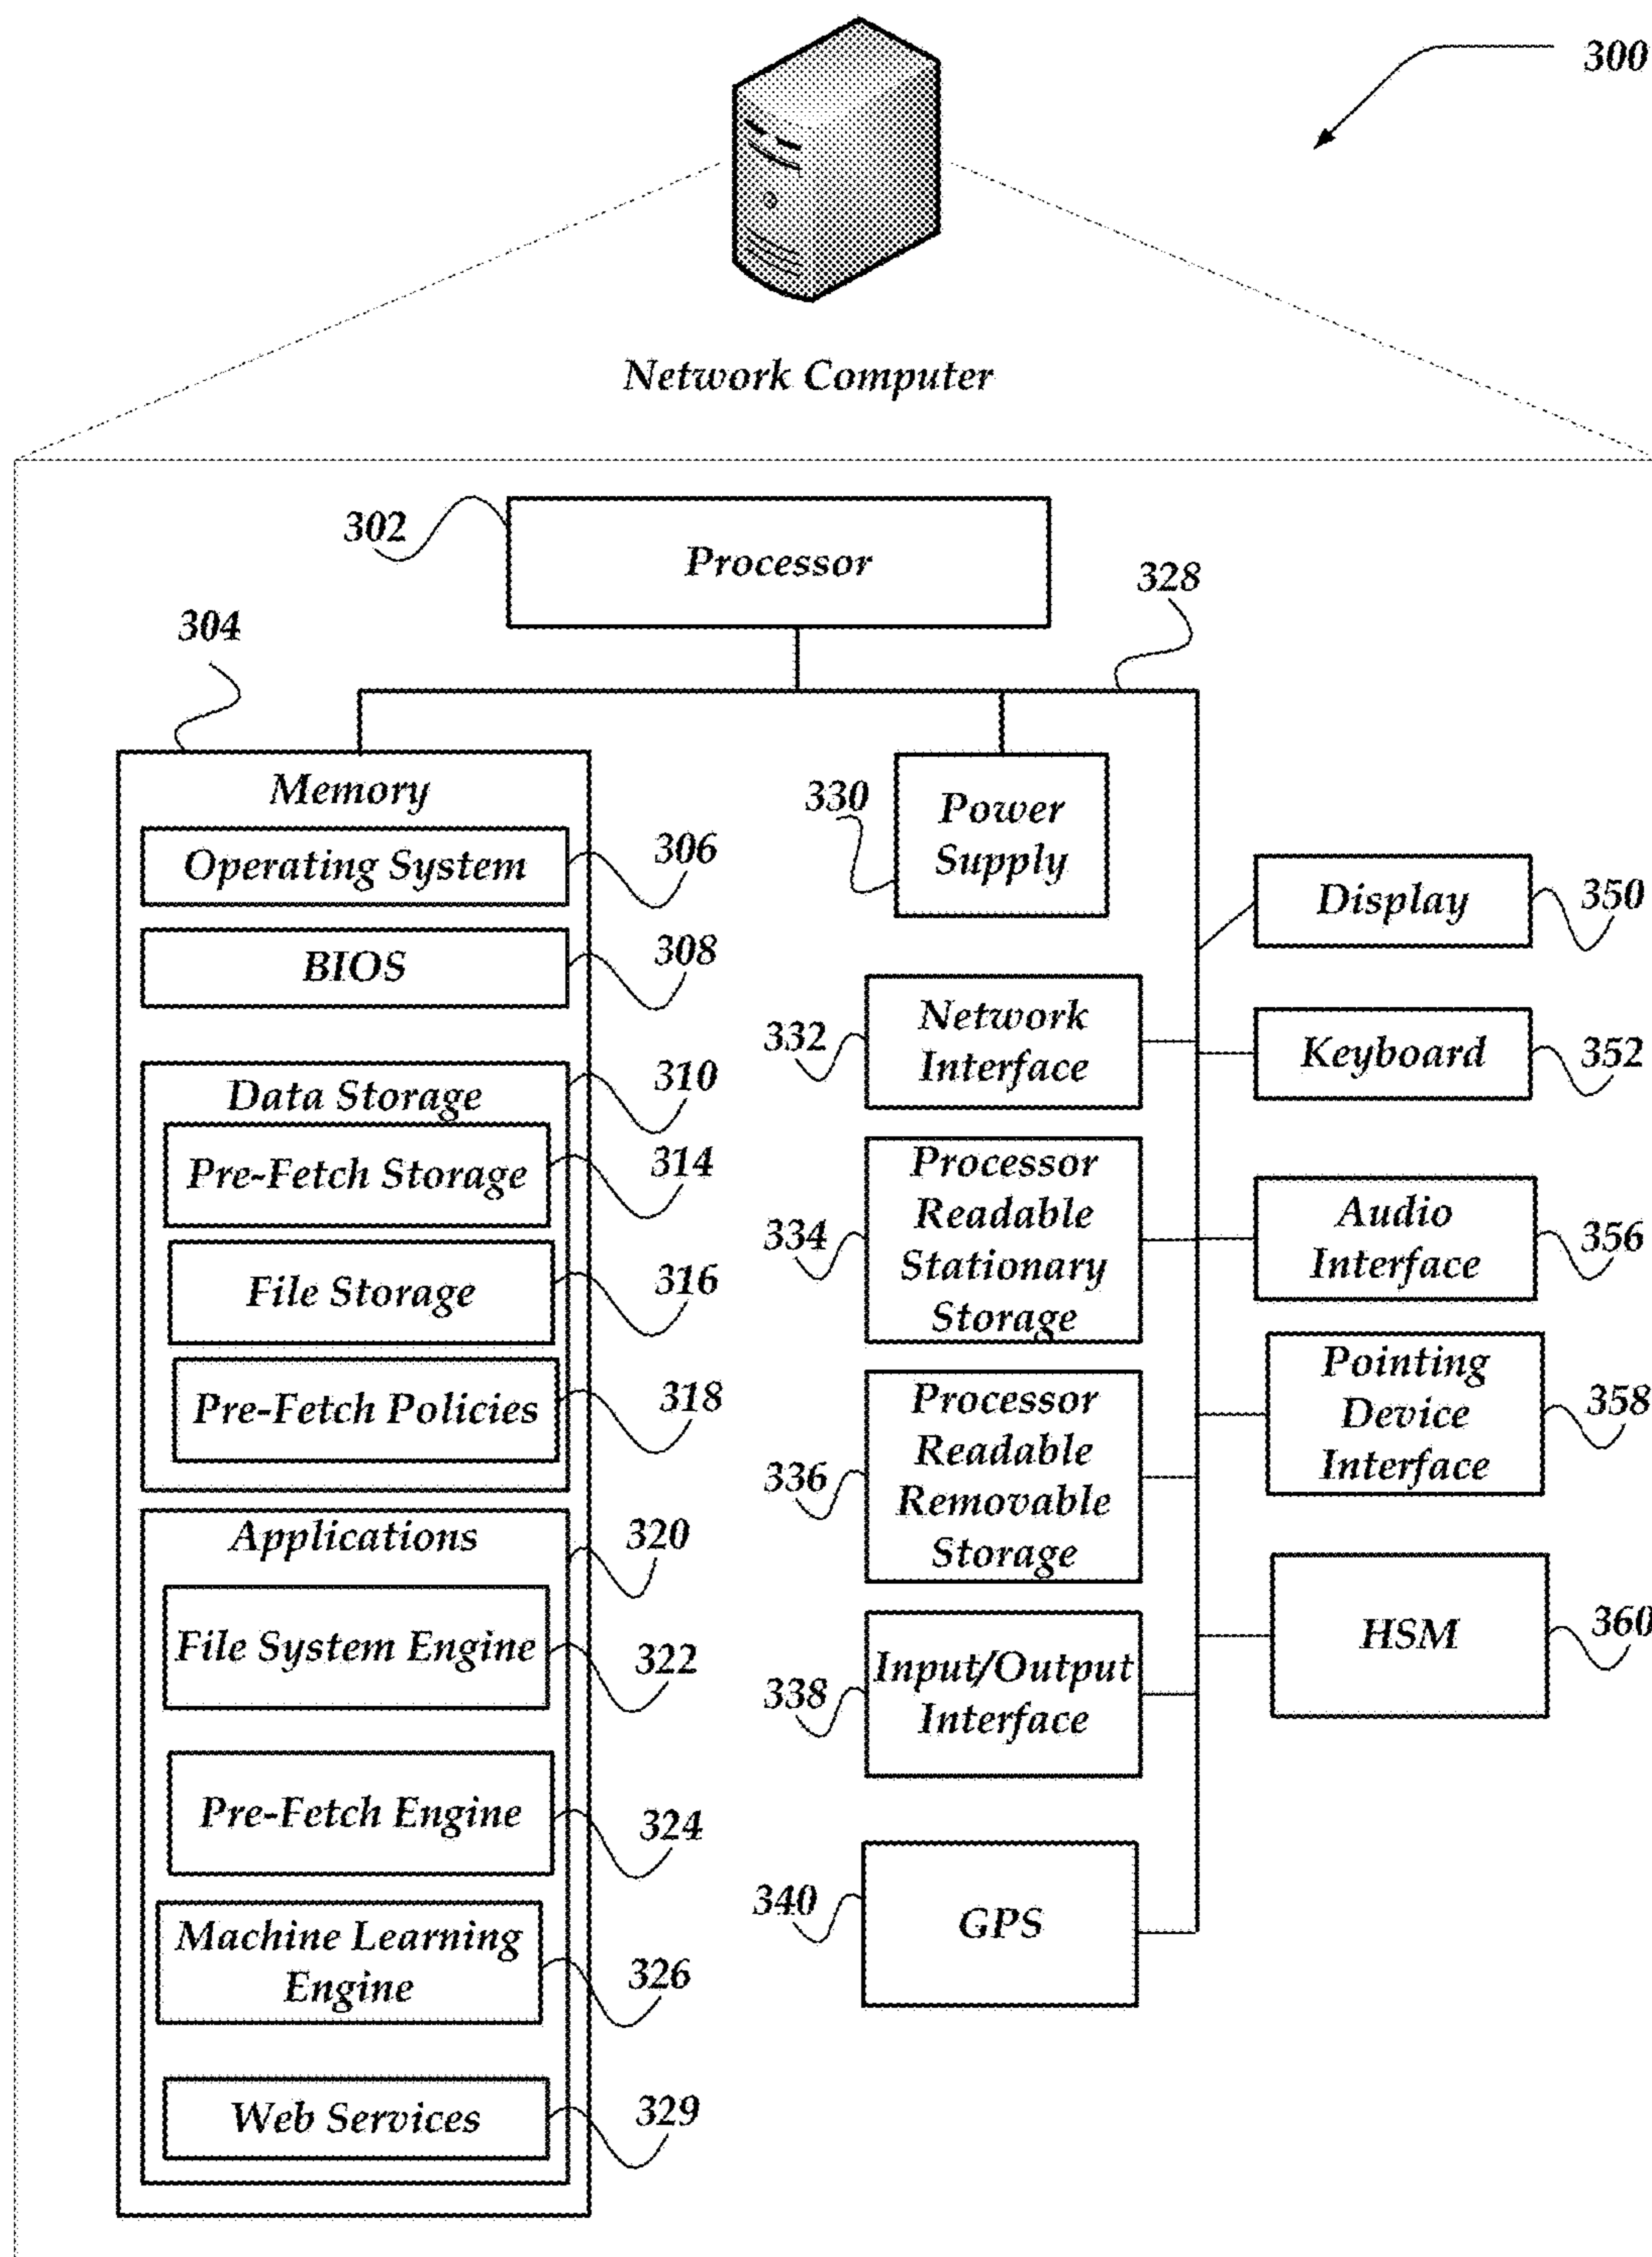 300
Network Computer
302
Processor
328
304
Memory
Operating System
306
BIOS
308
Data Storage
310
Pre-Fetch Storage
314
File Storage
316
Pre-Fetch Policies
318
Applications
320
File System Engine
322
Pre-Fetch Engine
324
Machine Learning
Engine
326
Web Services
329
330
Power
Supply
332
Network
Interface
334
Processor
Readable
Stationary
Storage
336
Processor
Readable
Removable
Storage
338
Input/Output
Interface
340
GPS
Display
350
Keyboard
352
Audio
Interface
356
Pointing
Device
Interface
358
HSM
360